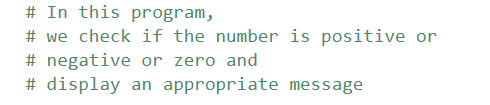 # In this program,
# we check if the number is positive or
# negative or zero and
# display an appropriate message